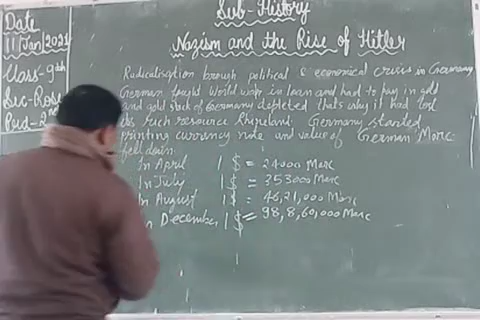 Sub- History
Date
11 Jan 2021
Nazism and the Rise of Hitler
Class- 9th
Sec- Rose
Radicalisation brough political & economical crisis in Germany
German fought world war in loan and had to pay in gold
and gold of Germany depleted thats why it had lost
its rich resource Germany started
printing currency note and value of German Marc
fell down.
In April 1 $ = 24000 Marc
In July 1 $ = 353000 Marc
In August 1 $ = 46,21,000 Marc
December 1 $ = 98,8,60,000 Marc